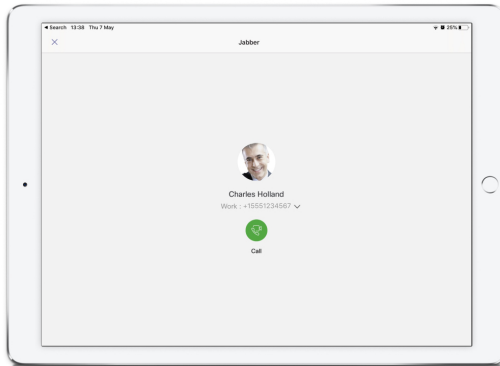 ◀ Search 13:38 Thu 7 May 25%
Jabber
Charles Holland
Work : +15551234567
Call